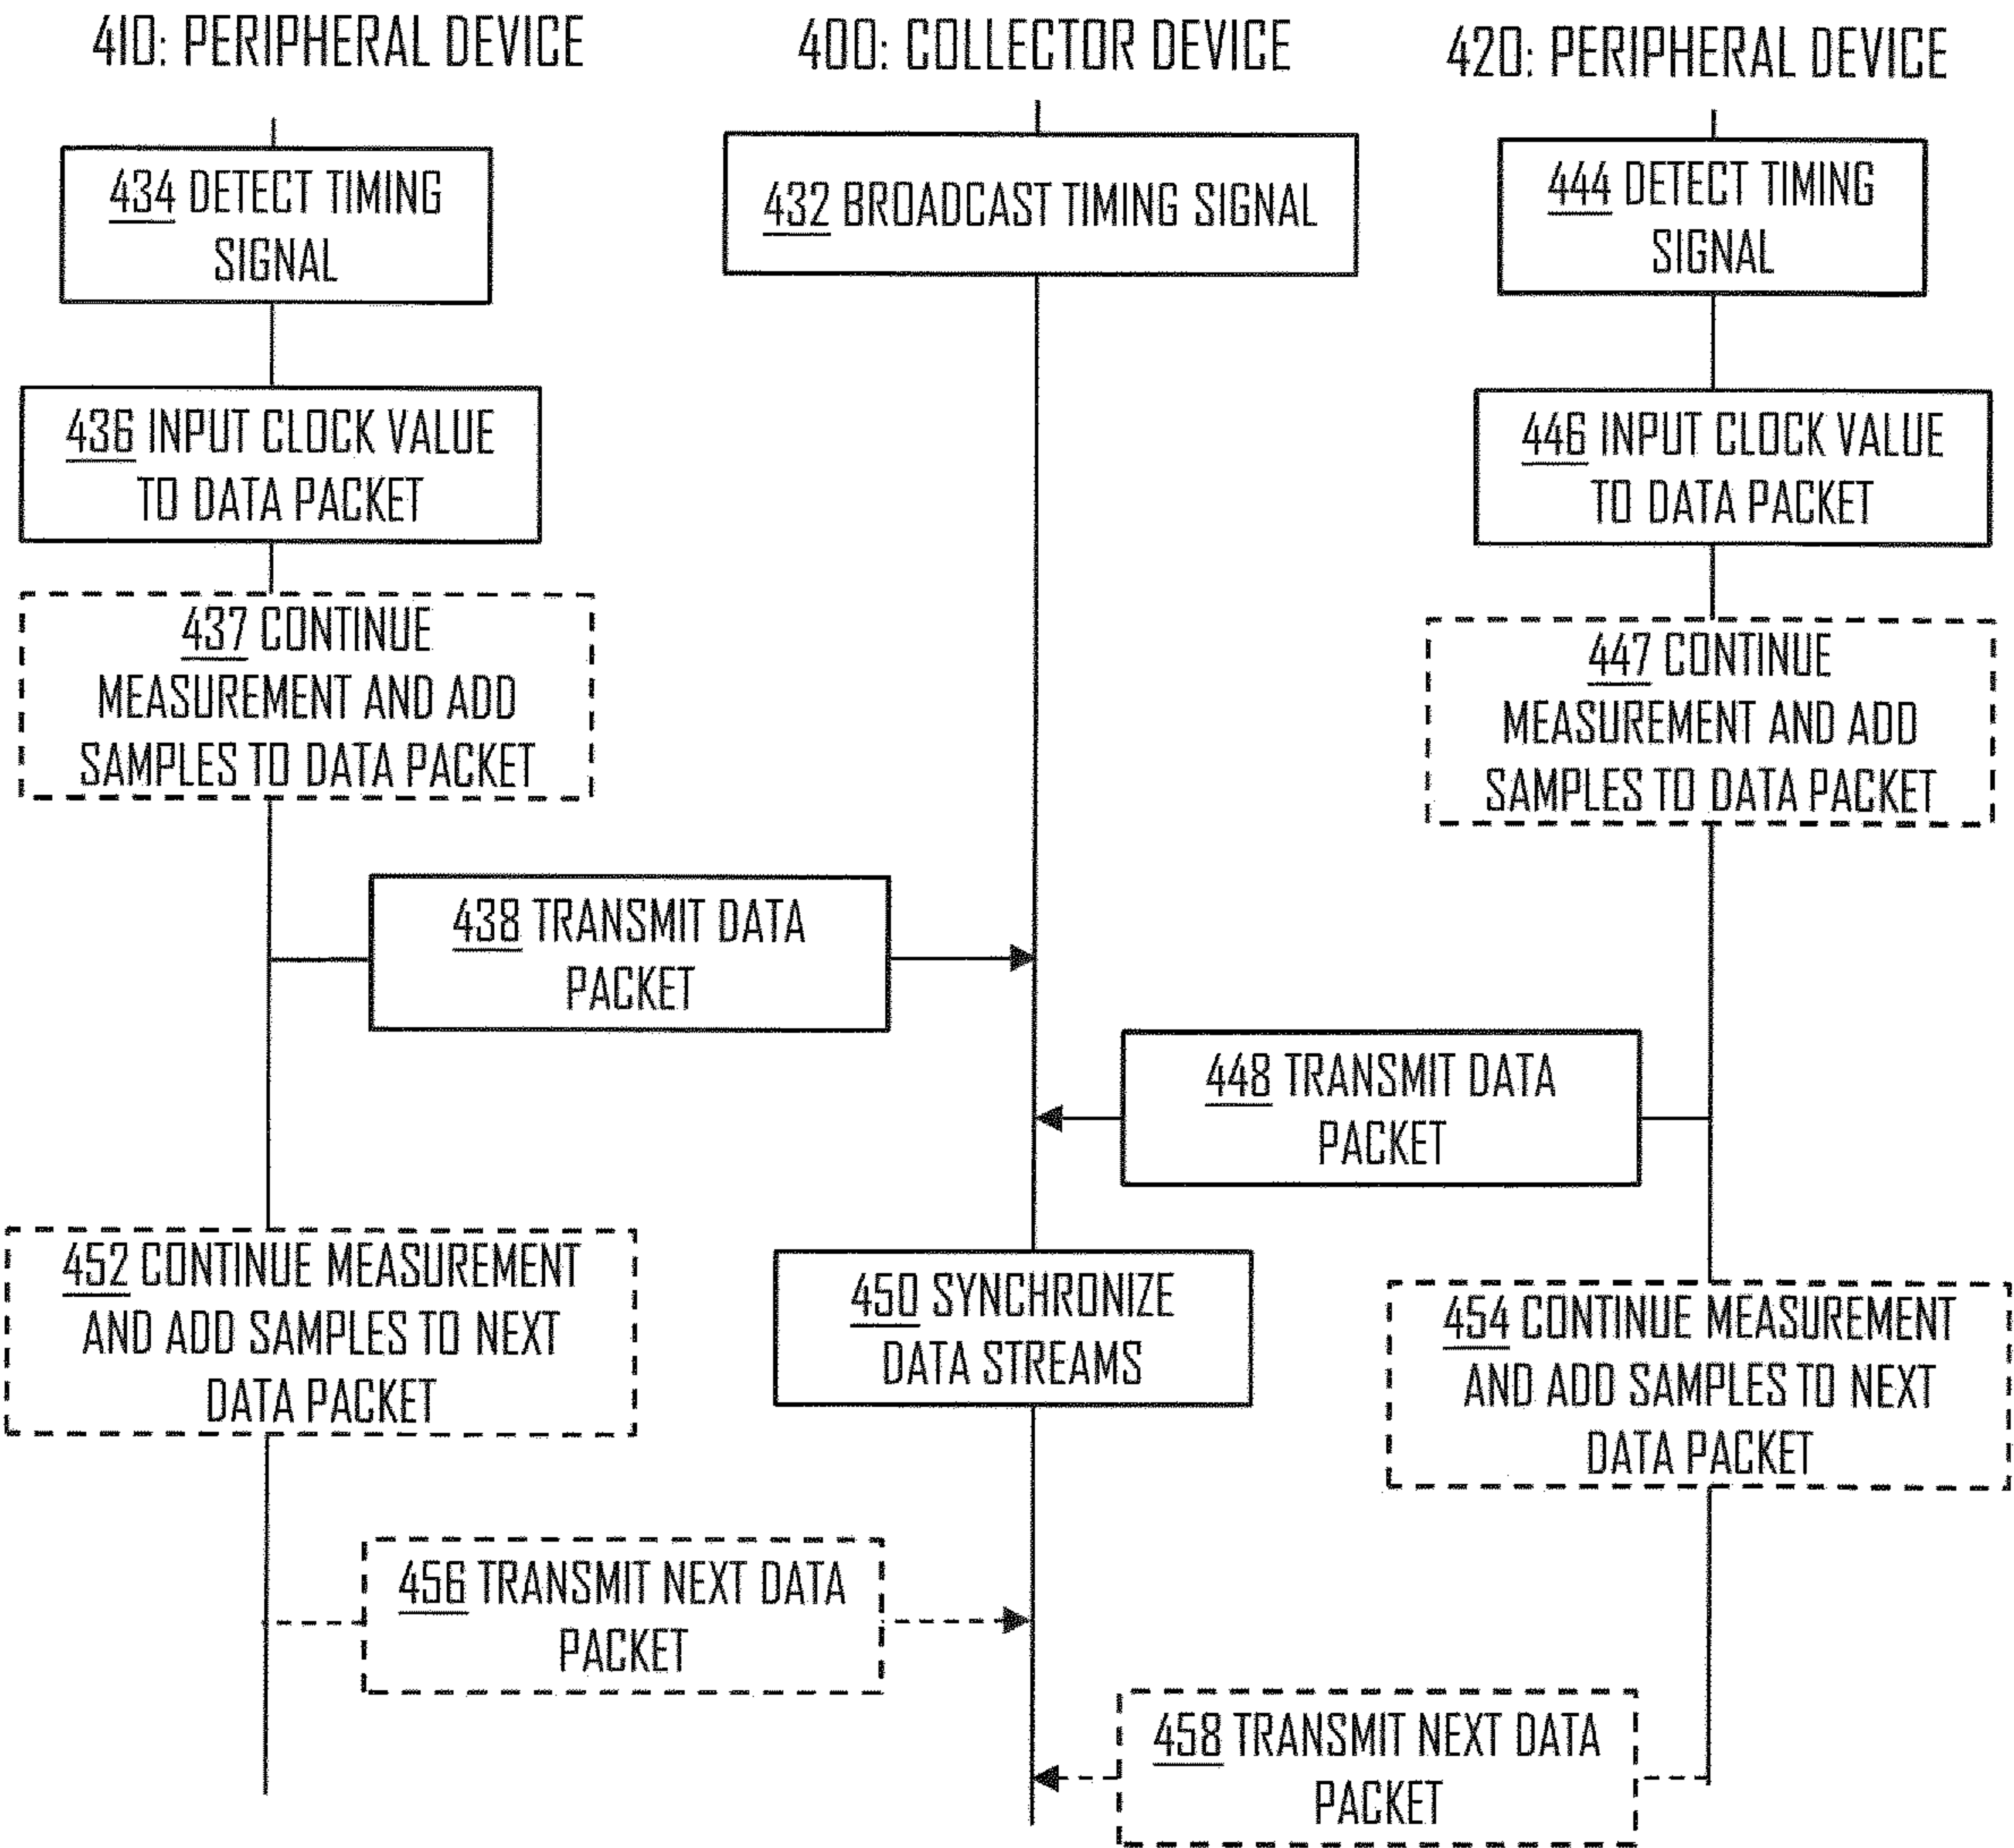 410: PERIPHERAL DEVICE
400: COLLECTOR DEVICE
420: PERIPHERAL DEVICE
434 DETECT TIMING
SIGNAL
432 BROADCAST TIMING SIGNAL
444 DETECT TIMING
SIGNAL
436 INPUT CLOCK VALUE
TO DATA PACKET
446 INPUT CLOCK VALUE
TO DATA PACKET
437 CONTINUE
MEASUREMENT AND ADD
SAMPLES TO DATA PACKET
447 CONTINUE
MEASUREMENT AND ADD
SAMPLES TO DATA PACKET
438 TRANSMIT DATA
PACKET
448 TRANSMIT DATA
PACKET
452 CONTINUE MEASUREMENT
AND ADD SAMPLES TO NEXT
DATA PACKET
450 SYNCHRONIZE
DATA STREAMS
454 CONTINUE MEASUREMENT
AND ADD SAMPLES TO NEXT
DATA PACKET
456 TRANSMIT NEXT DATA
PACKET
458 TRANSMIT NEXT DATA
PACKET